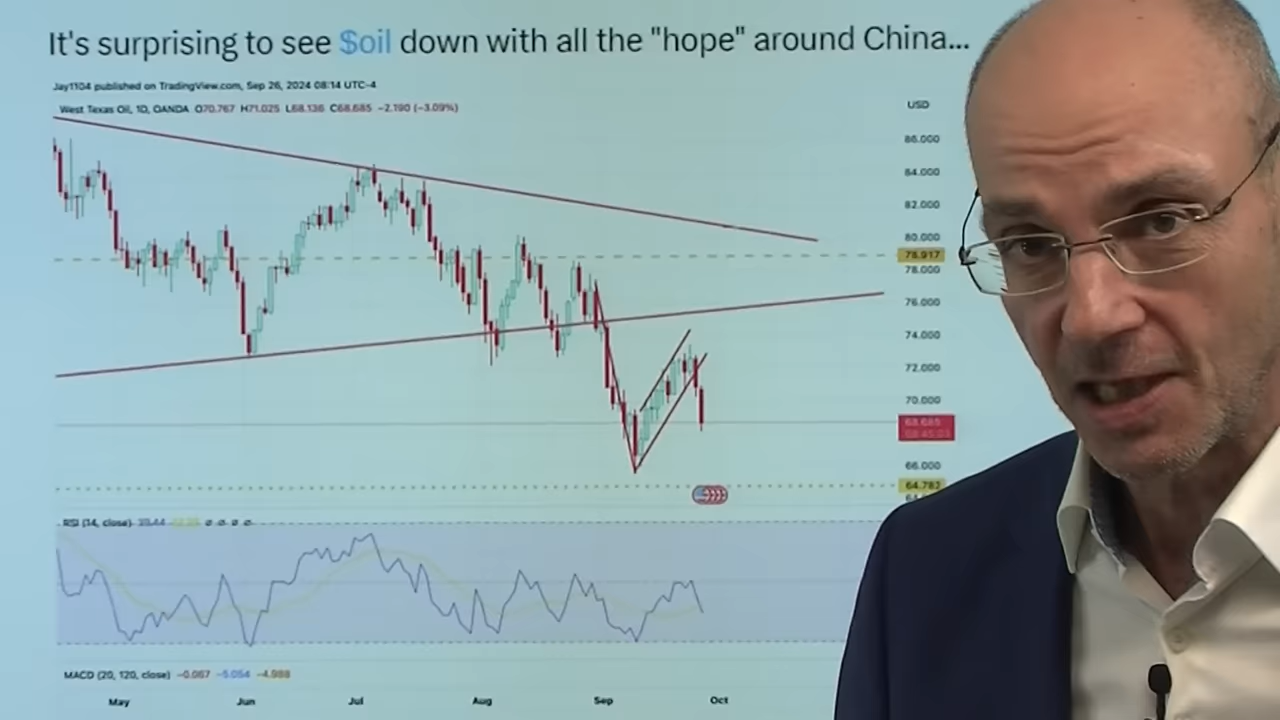 It's surprising to see $oil down with all the "hope" around China...
Jay1104 published on TradingView.com, Sep 26, 2024 08:14 UTC-4
West Texas Oil, 1D, OANDA O70.767 H71.025 L68.136 C68.685 −2.190 (−3.09%)
USD
86.000
84.000
82.000
80.000
78.917
78.000
76.000
74.000
72.000
70.000
68.685
66.000
64.782
RSI (14, close)
MACD (20, 120, close) −0.067 −5.054 −4.988
May Jun Jul Aug Sep Oct